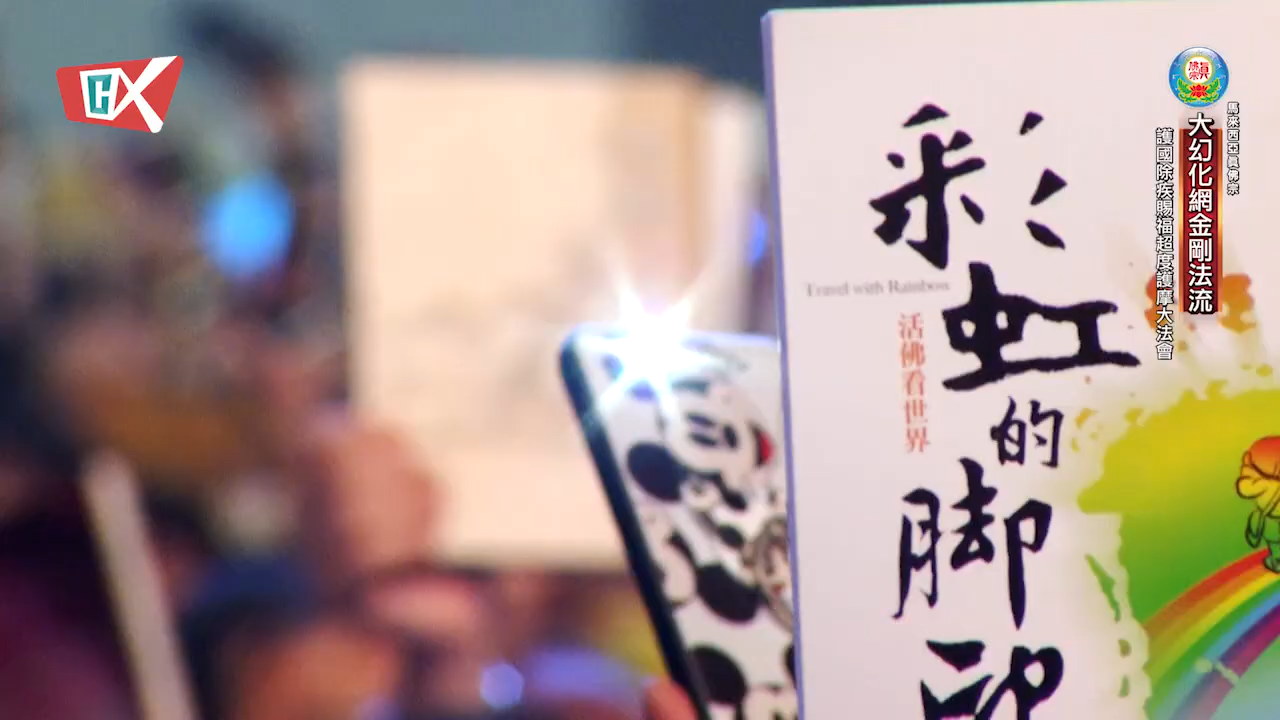 CHX
馬來西亞真佛宗
大幻化網金剛法流
護國除疾賜福超度護摩大法會
彩虹的腳印
Travel with Rainbow
活佛看世界